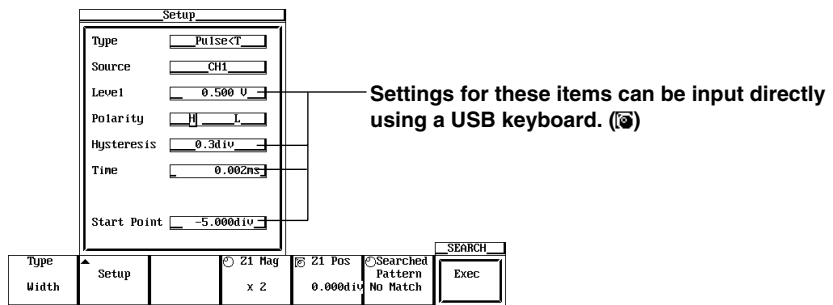 Setup
Type Pulse<T
Source CH1
Level 0.500 V
Polarity H L
Hysteresis 0.3div
Time 0.002ms
Start Point -5.000div
Settings for these items can be input directly
using a USB keyboard. ( )
SEARCH
Type
Width
Setup
Z1 Mag
x 2
Z1 Pos
0.000div
Searched
Pattern
No Match
Exec